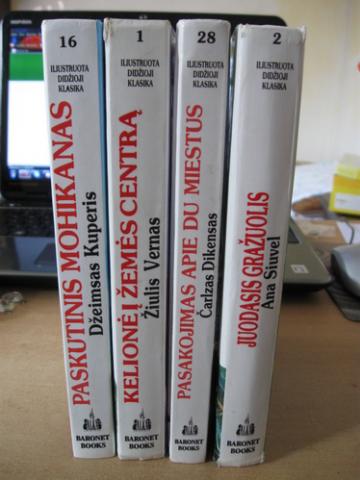 16
ILIUSTRUOTA
DIDŽIOJI
KLASIKA
PASKUTINIS MOHIKANAS
Džeimsas Kuperis
BARONET
BOOKS
1
ILIUSTRUOTA
DIDŽIOJI
KLASIKA
KELIONĖ Į ŽEMĖS CENTRĄ
Žiulis Vernas
BARONET
BOOKS
28
ILIUSTRUOTA
DIDŽIOJI
KLASIKA
PASAKOJIMAS APIE DU MIESTUS
Čarlzas Dikensas
BARONET
BOOKS
2
ILIUSTRUOTA
DIDŽIOJI
KLASIKA
JUODASIS GRAŽUOLIS
Ana Siuvel
BARONET
BOOKS